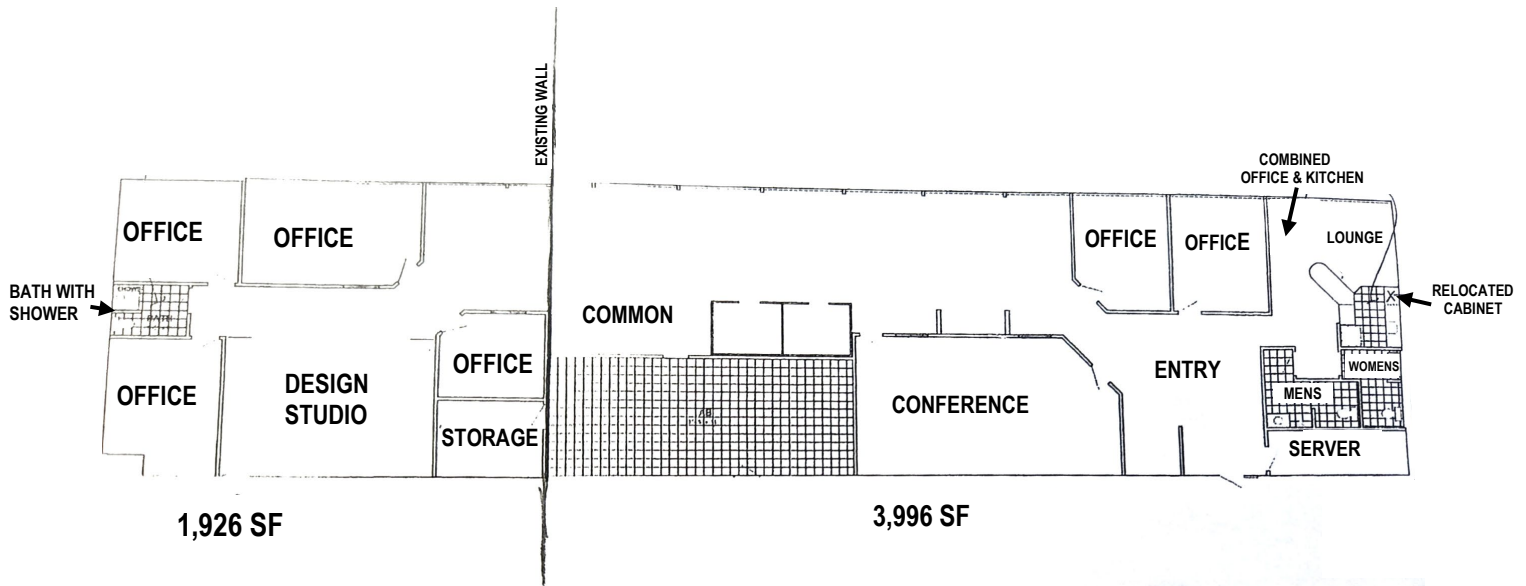 EXISTING WALL
COMBINED
OFFICE & KITCHEN
OFFICE
OFFICE
OFFICE
OFFICE
LOUNGE
BATH WITH
SHOWER
BATH
RELOCATED
CABINET
COMMON
OFFICE
WOMENS
OFFICE
DESIGN
STUDIO
ENTRY
MENS
CONFERENCE
STORAGE
SERVER
1,926 SF
3,996 SF